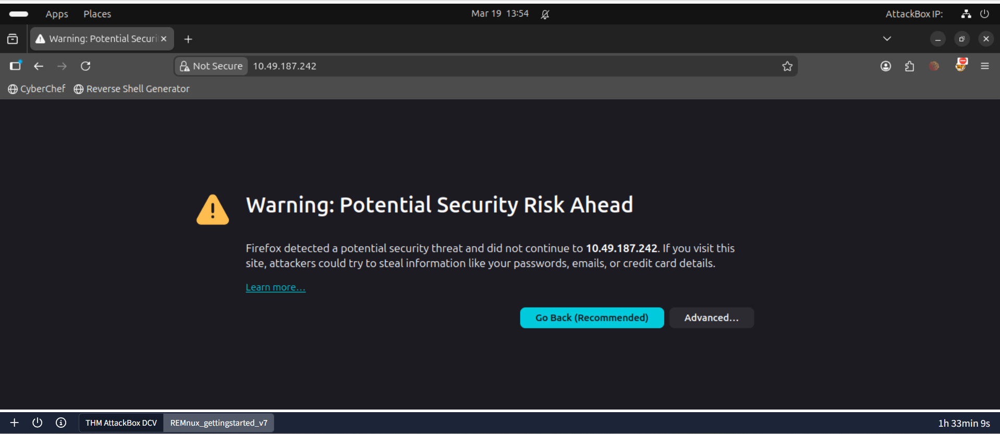 Apps Places Mar 19 13:54 AttackBox IP:
Warning: Potential Securi
Not Secure 10.49.187.242
CyberChef Reverse Shell Generator
Warning: Potential Security Risk Ahead
Firefox detected a potential security threat and did not continue to 10.49.187.242. If you visit this
site, attackers could try to steal information like your passwords, emails, or credit card details.
Learn more…
Go Back (Recommended) Advanced…
THM AttackBox DCV REMnux_gettingstarted_v7 1h 33min 9s